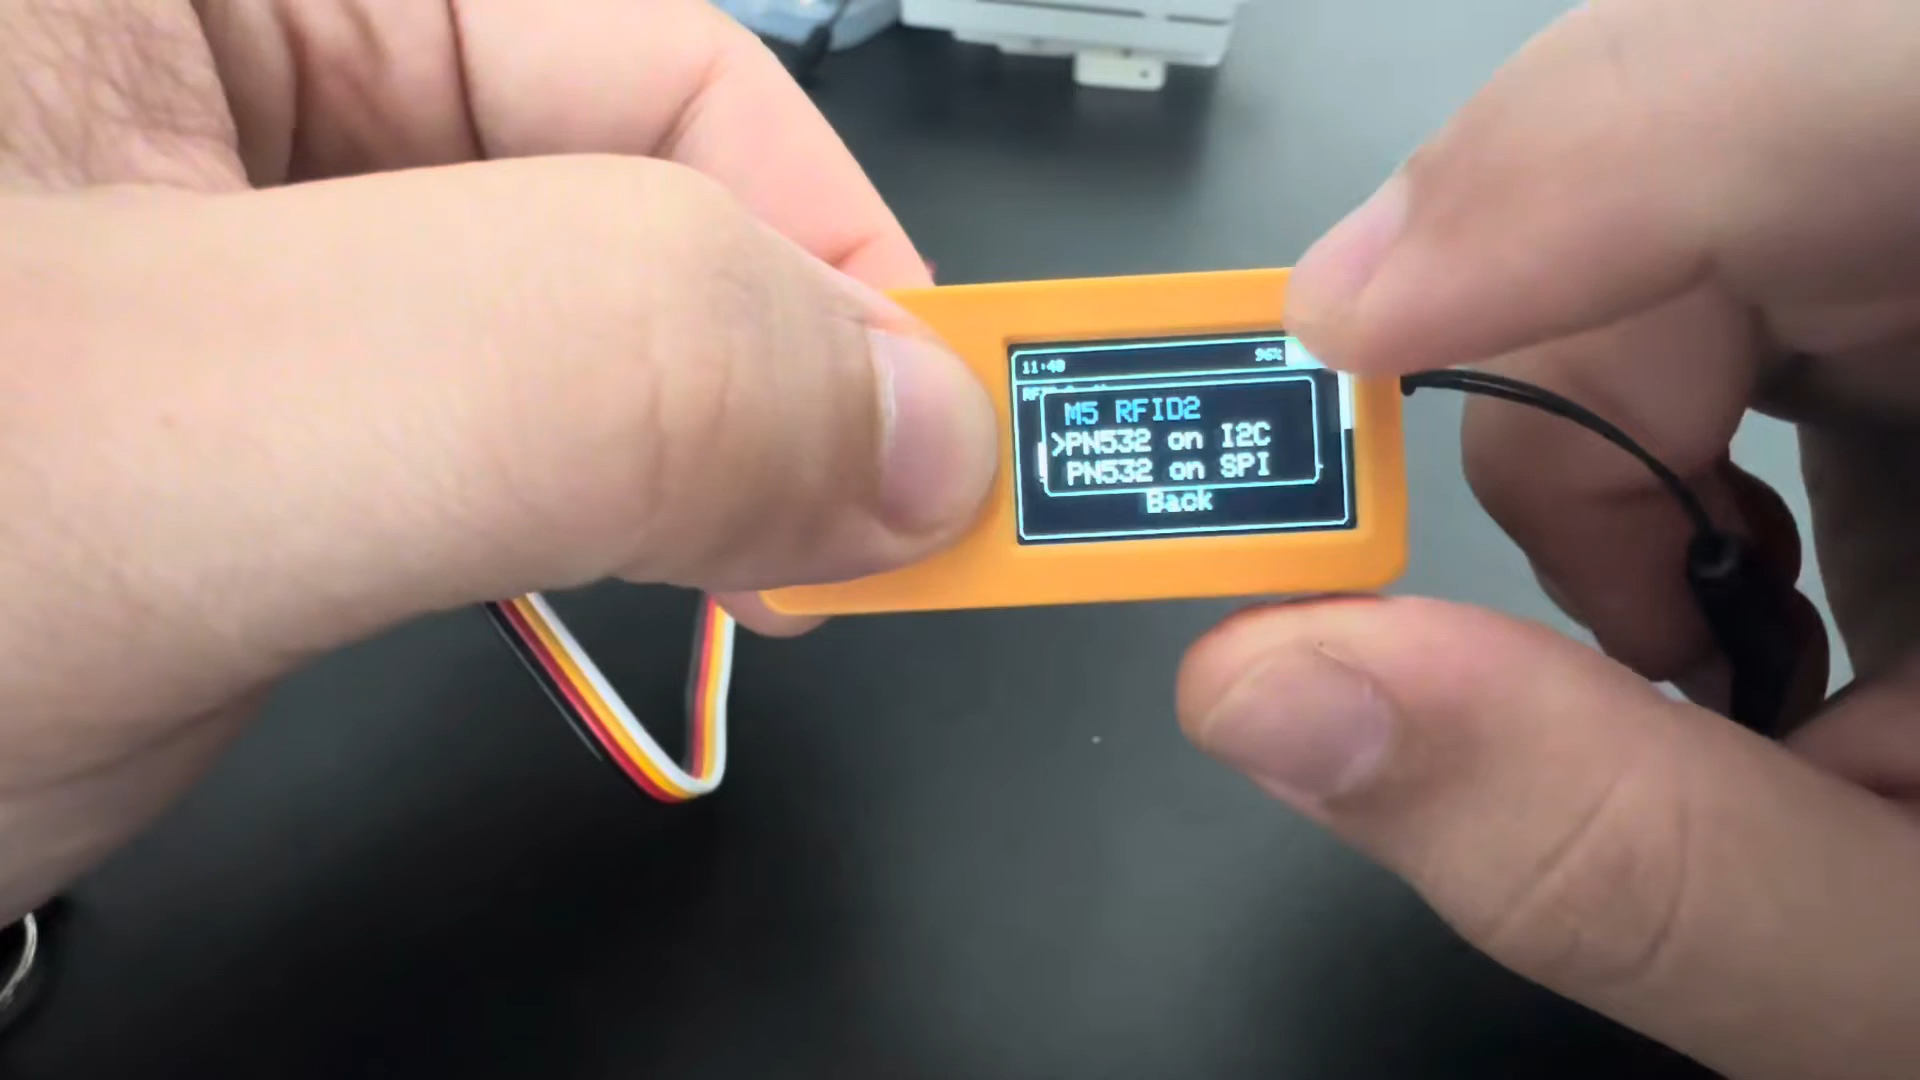 11:40
96%
M5 RFID2
>PN532 on I2C
PN532 on SPI
Back